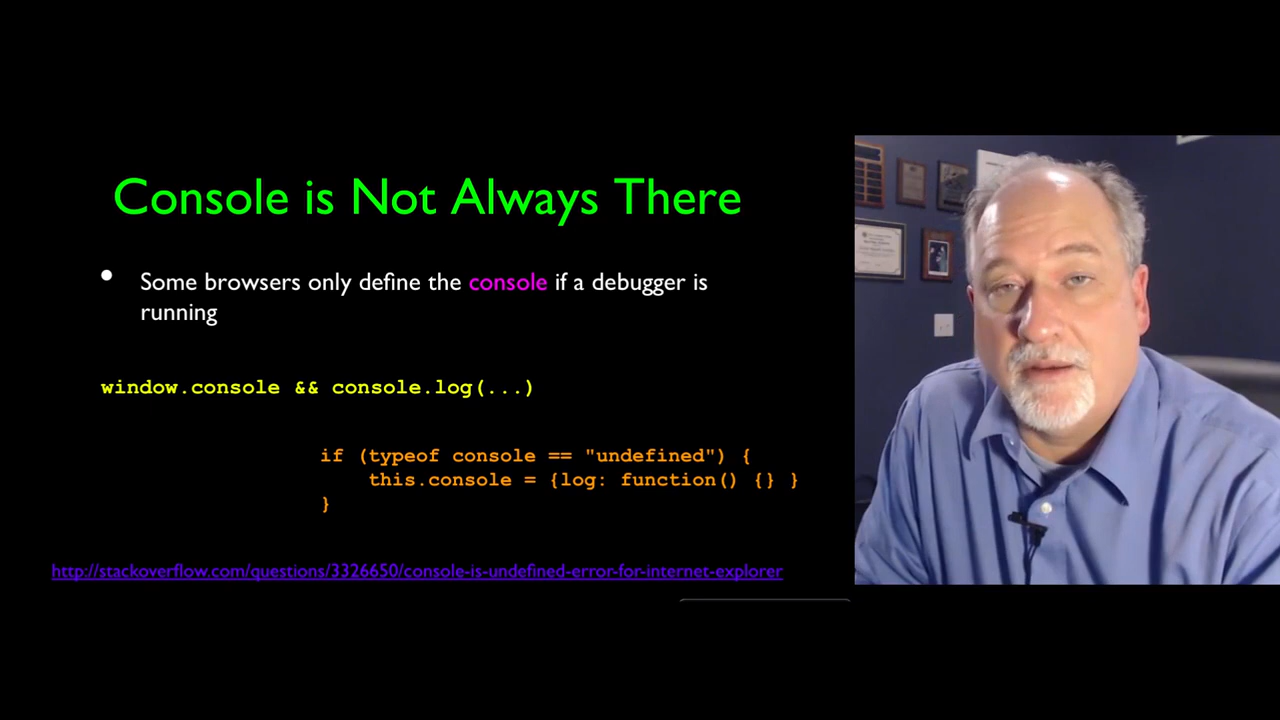 Console is Not Always There
• Some browsers only define the console if a debugger is
running
window.console && console.log(...)
if (typeof console == "undefined") {
this.console = {log: function() {} }
}
http://stackoverflow.com/questions/3326650/console-is-undefined-error-for-internet-explorer